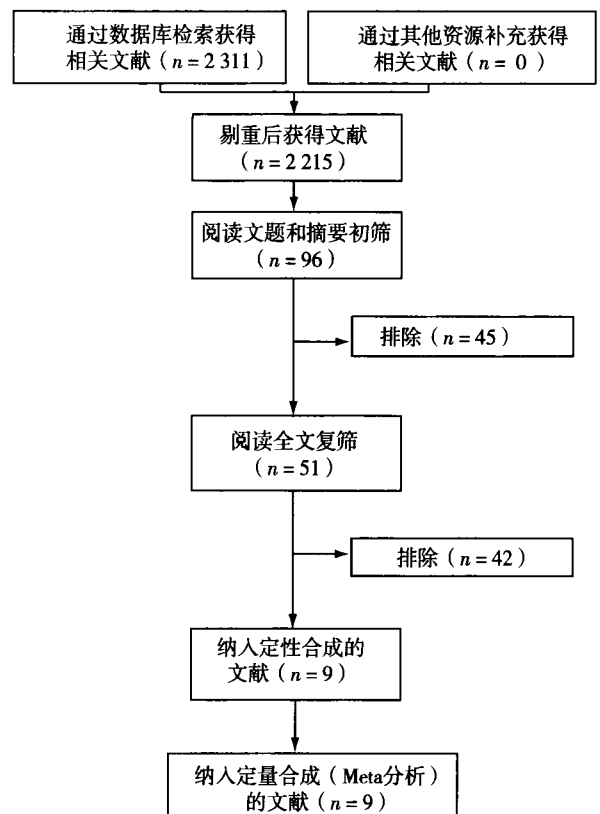 通过数据库检索获得
相关文献（n=2 311）
通过其他资源补充获得
相关文献（n= 0 ）
剔重后获得文献
（n=2 215）
阅读文题和摘要初筛
（n=96）
排除（n=45）
阅读全文复筛
（n=51）
排除（n=42）
纳入定性合成的
文献（n=9）
纳入定量合成（Meta分析）
的文献（n=9）